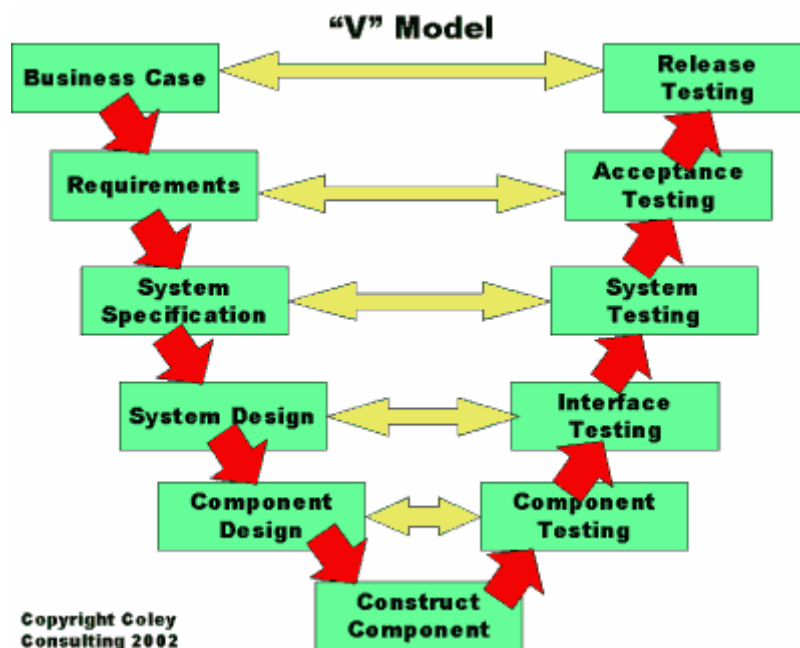 “V” Model
Business Case
Release
Testing
Requirements
Acceptance
Testing
System
Specification
System
Testing
System Design
Interface
Testing
Component
Design
Component
Testing
Construct
Component
Copyright Coley
Consulting 2002